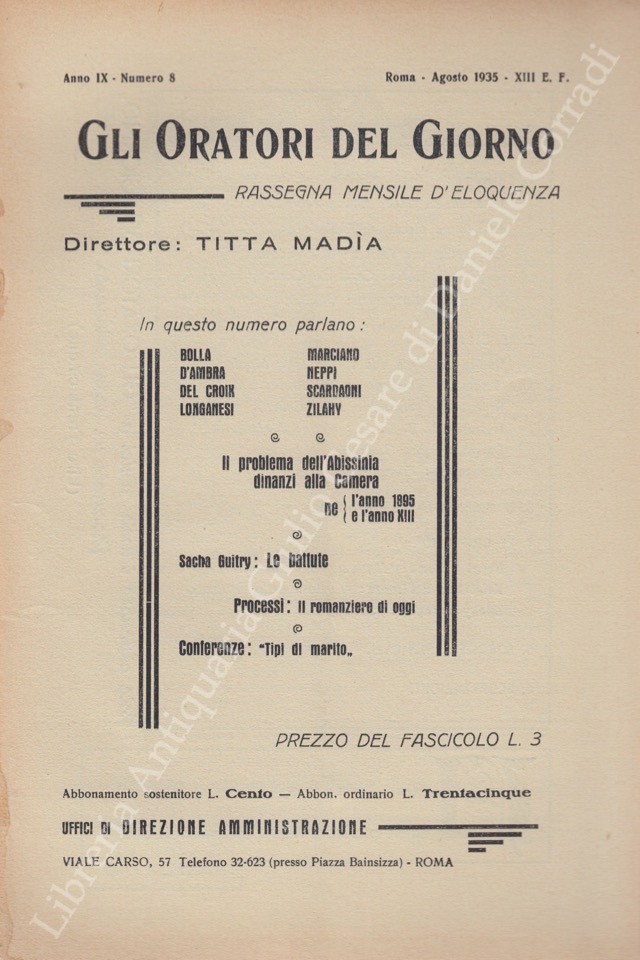 Anno IX - Numero 8
Roma - Agosto 1935 - XIII E. F.
GLI ORATORI DEL GIORNO
RASSEGNA MENSILE D'ELOQUENZA
Direttore: TITTA MADÌA
In questo numero parlano:
BOLLA MARCIANO
D'AMBRA NEPPI
DEL CROIX SCARDAONI
LONGANESI ZILAHY
Il problema dell'Abissinia
dinanzi alla Camera
ne { l'anno 1895
{ e l'anno XIII
Sacha Guitry: Le battute
Processi: Il romanziere di oggi
Conferenze: "Tipi di marito„
PREZZO DEL FASCICOLO L. 3
Abbonamento sostenitore L. Cento — Abbon. ordinario L. Trentacinque
UFFICI DI DIREZIONE AMMINISTRAZIONE
VIALE CARSO, 57 Telefono 32-623 (presso Piazza Bainsizza) - ROMA
Libreria Antiquaria Giulio Cesare di Daniele Corradi